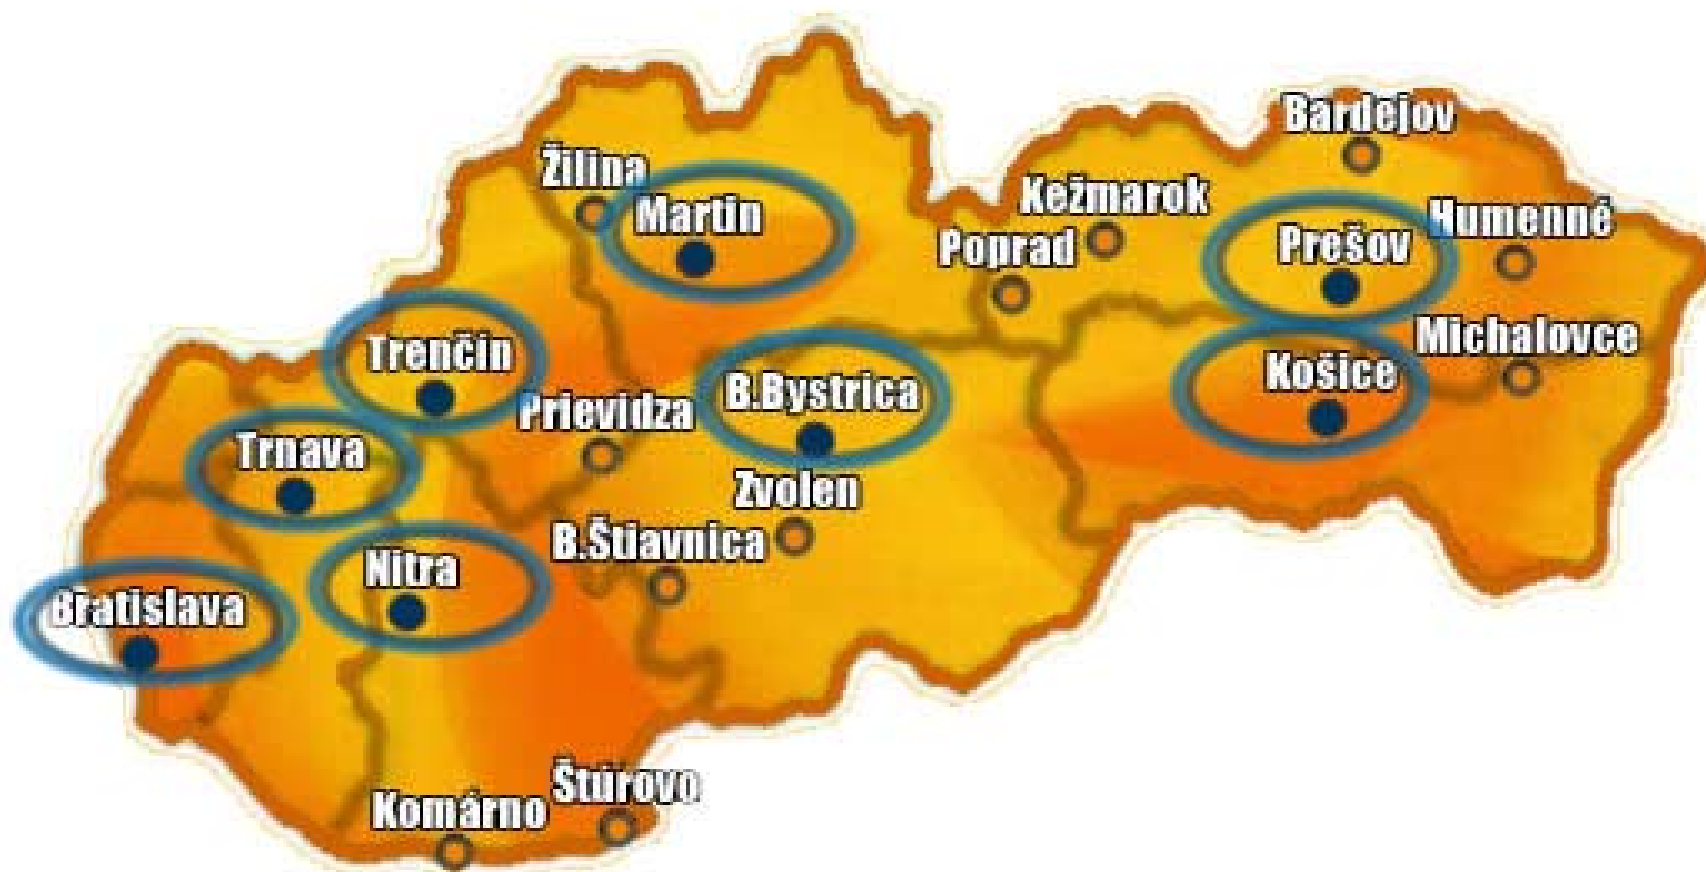 Bardejov
Žilina
Kežmarok
Martin
Humenné
Prešov
Poprad
Michalovce
Trenčín
Košice
B.Bystrica
Prievidza
Trnava
Zvolen
B.Štiavnica
Nitra
Bratislava
Štúrovo
Komárno